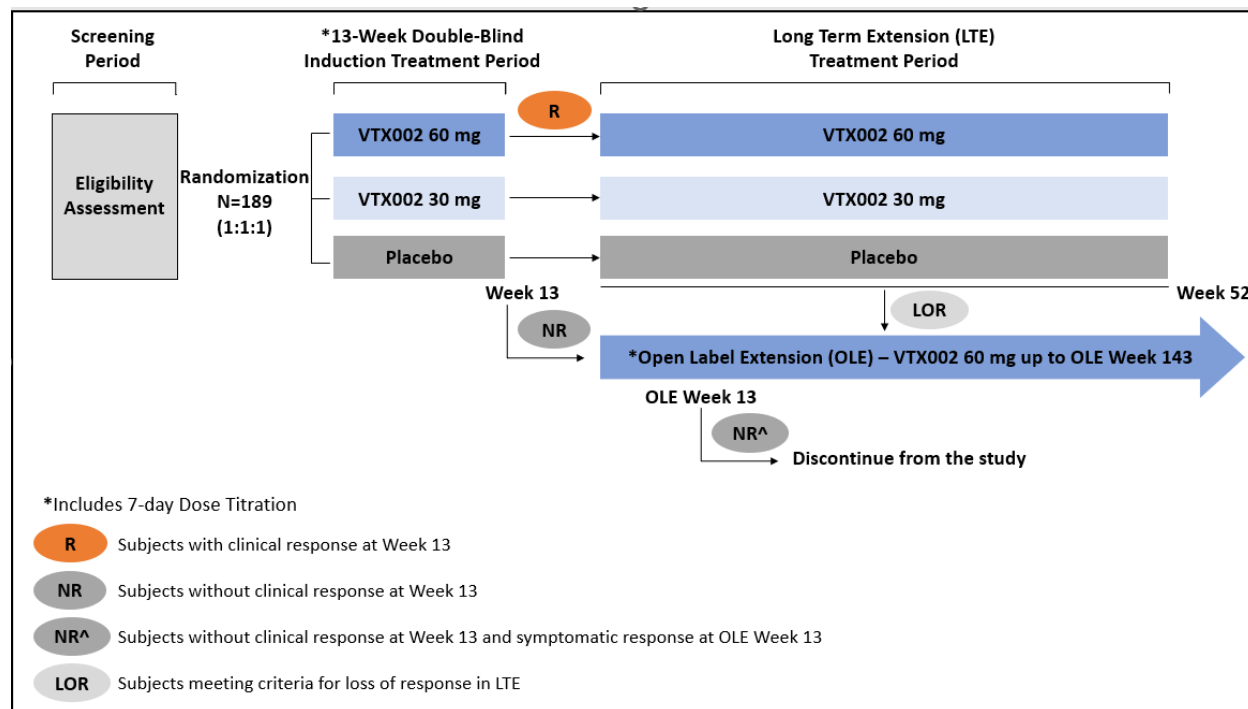 Screening
Period
*13-Week Double-Blind
Induction Treatment Period
Long Term Extension (LTE)
Treatment Period
R
VTX002 60 mg
VTX002 60 mg
Eligibility
Assessment
Randomization
N=189
(1:1:1)
VTX002 30 mg
VTX002 30 mg
Placebo
Placebo
Week 13
Week 52
NR
LOR
*Open Label Extension (OLE) – VTX002 60 mg up to OLE Week 143
OLE Week 13
NR^
Discontinue from the study
*Includes 7-day Dose Titration
R Subjects with clinical response at Week 13
NR Subjects without clinical response at Week 13
NR^ Subjects without clinical response at Week 13 and symptomatic response at OLE Week 13
LOR Subjects meeting criteria for loss of response in LTE